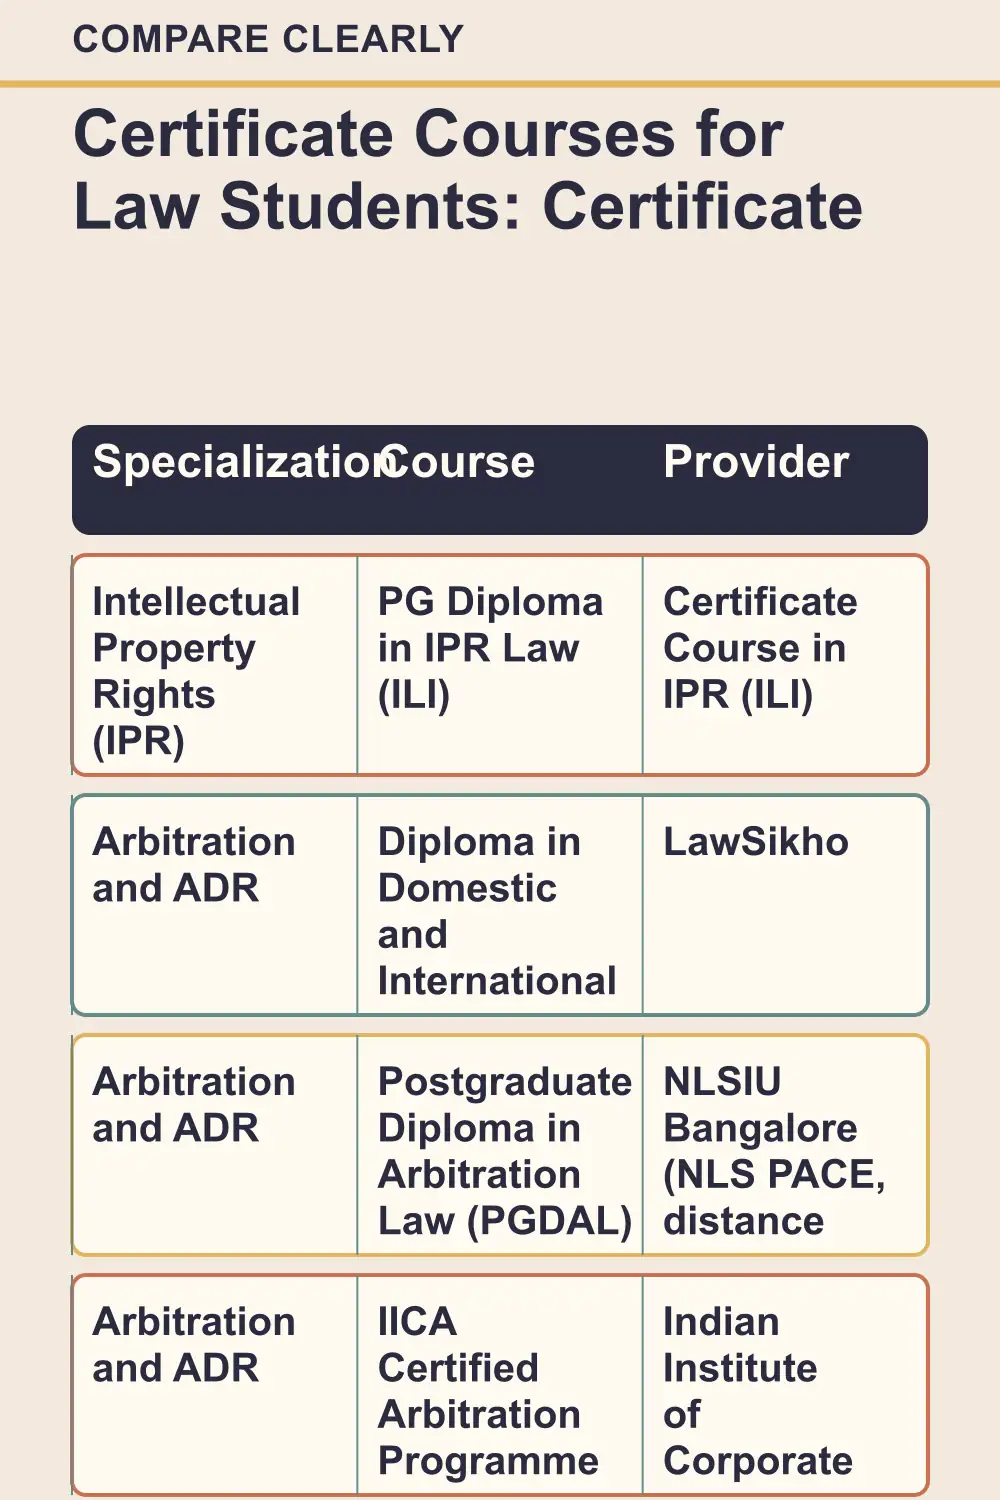 COMPARE CLEARLY
Certificate Courses for
Law Students: Certificate
Specialization Course Provider
Intellectual
Property
Rights
(IPR)
PG Diploma
in IPR Law
(ILI)
Certificate
Course in
IPR (ILI)
Arbitration
and ADR
Diploma in
Domestic
and
International
LawSikho
Arbitration
and ADR
Postgraduate
Diploma in
Arbitration
Law (PGDAL)
NLSIU
Bangalore
(NLS PACE,
distance
Arbitration
and ADR
IICA
Certified
Arbitration
Programme
Indian
Institute
of
Corporate